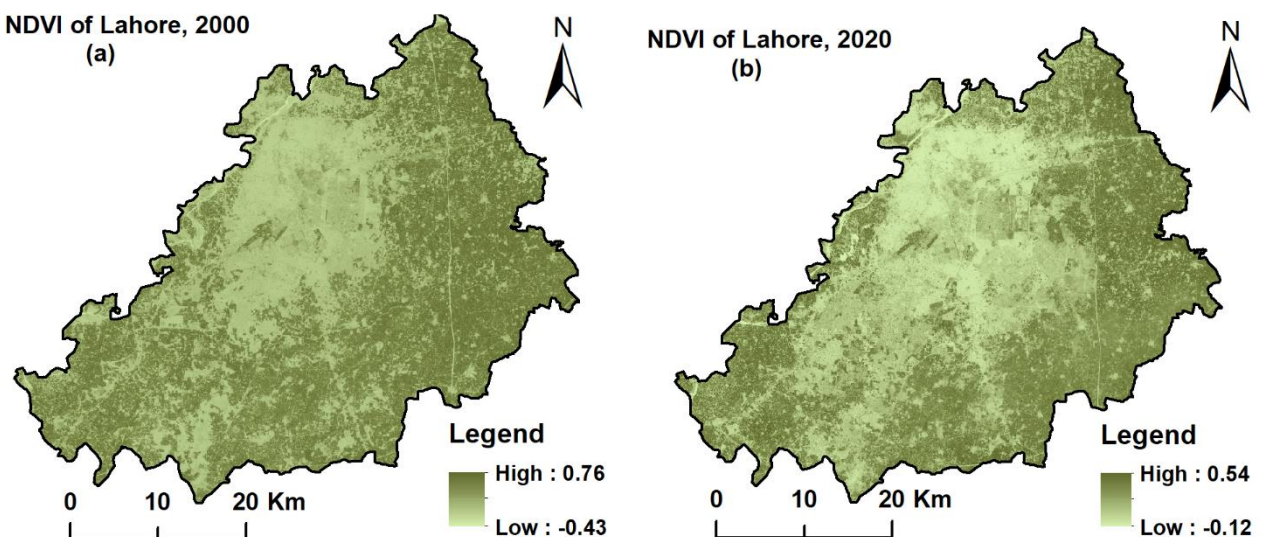 NDVI of Lahore, 2000
(a)
N
Legend
High : 0.76
Low : -0.43
0 10 20 Km
NDVI of Lahore, 2020
(b)
N
Legend
High : 0.54
Low : -0.12
0 10 20 Km